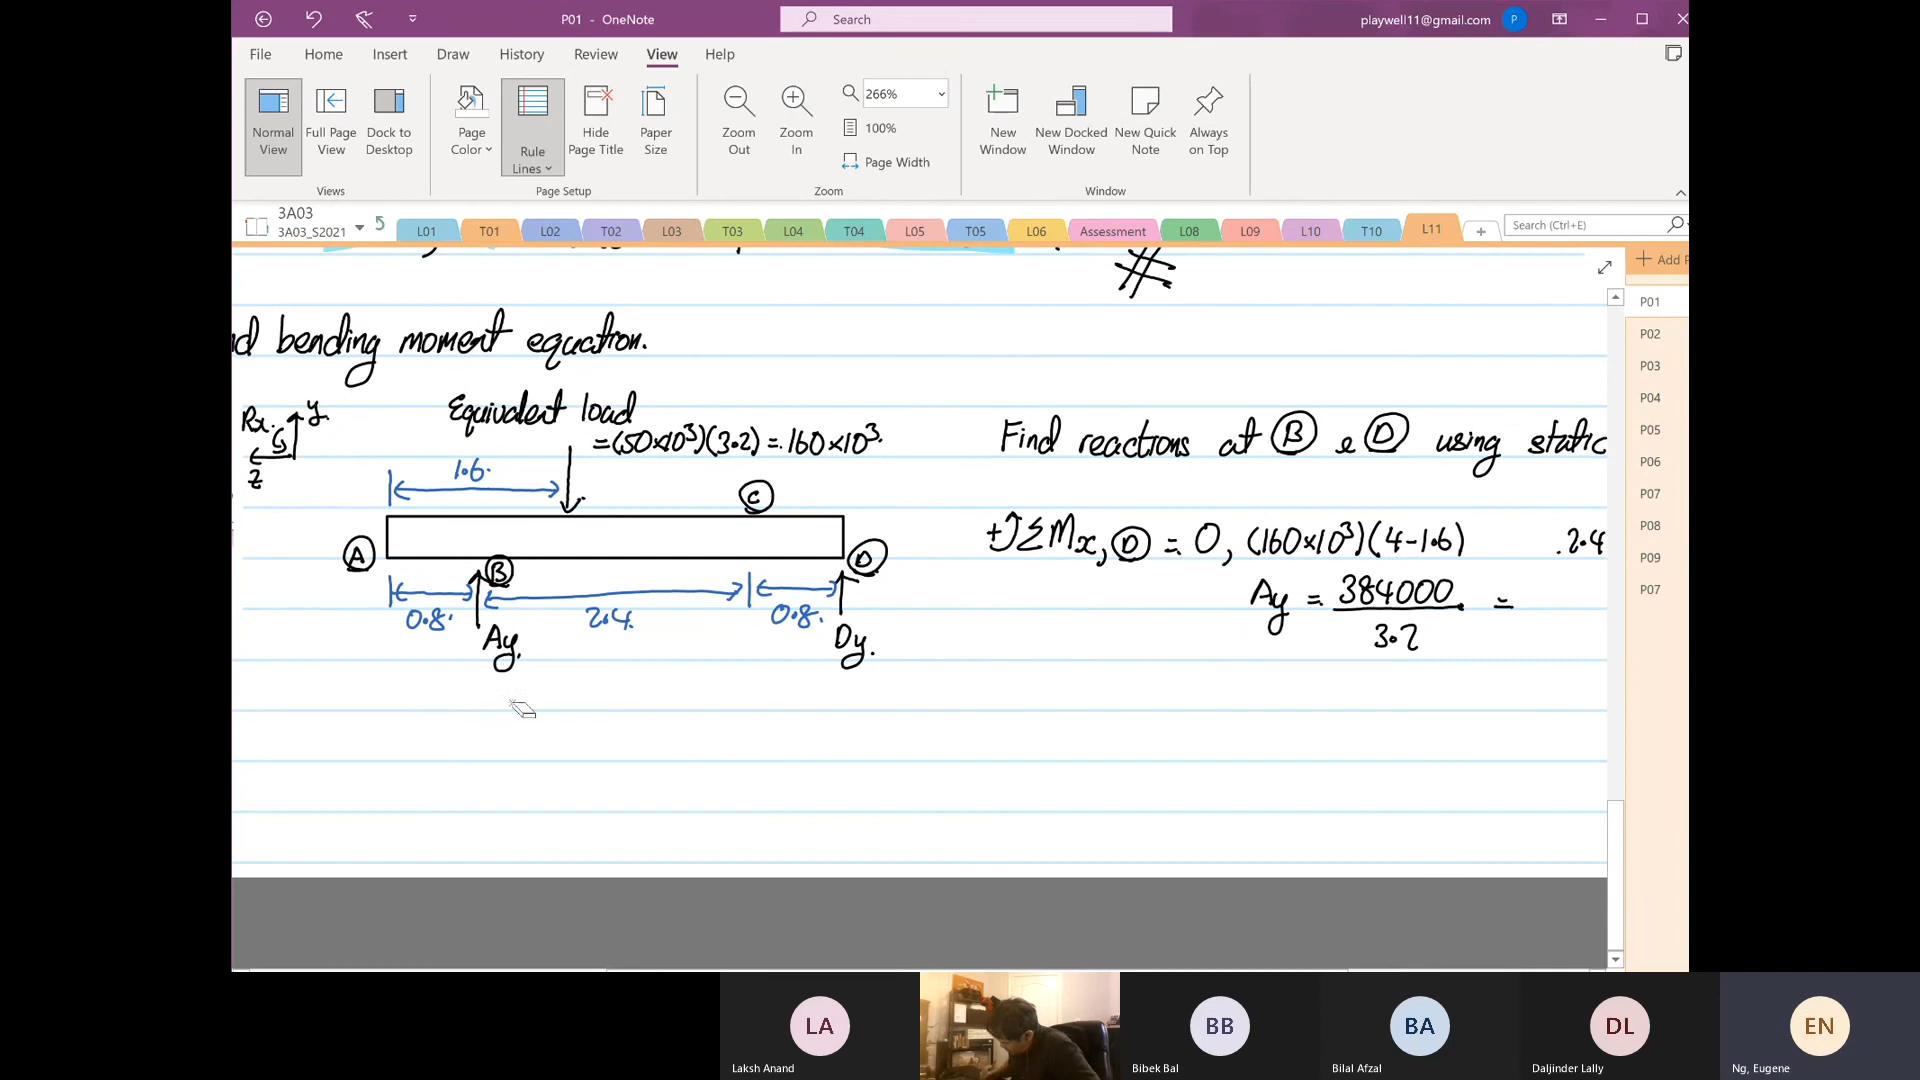 P01 - OneNote
Search
playwell11@gmail.com
P
File Home Insert Draw View History Review View Help
Normal View
Full Page View
Dock to Desktop
Page Color
Rule Lines
Hide Page Title
Paper Size
Zoom Out
Zoom In
266%
100%
Page Width
New Window
New Docked Window
New Quick Note
Always on Top
Views
Page Setup
Zoom
Window
3A03
3A03_S2021
L01 T01 L02 T02 L03 T03 L04 T04 L05 T05 L06 Assessment L08 L09 L10 T10 L11
Search (Ctrl+E)
Add P
P01
P02
P03
P04
P05
P06
P07
P08
P09
P07
#
d bending moment equation.
Rx. y
z
Equivalent load
=(50×10³)(3.2)=.160×10³.
1.6.
C
A
B
D
0.8.
2.4.
0.8.
Ay.
Dy.
Find reactions at B & D using static
+ΣMx, D = 0, (160×10³)(4-1.6) .2.4
Ay = 384000 / 3.2 =
LA
Laksh Anand
BB
Bibek Bal
BA
Bilal Afzal
DL
Daljinder Lally
EN
Ng, Eugene